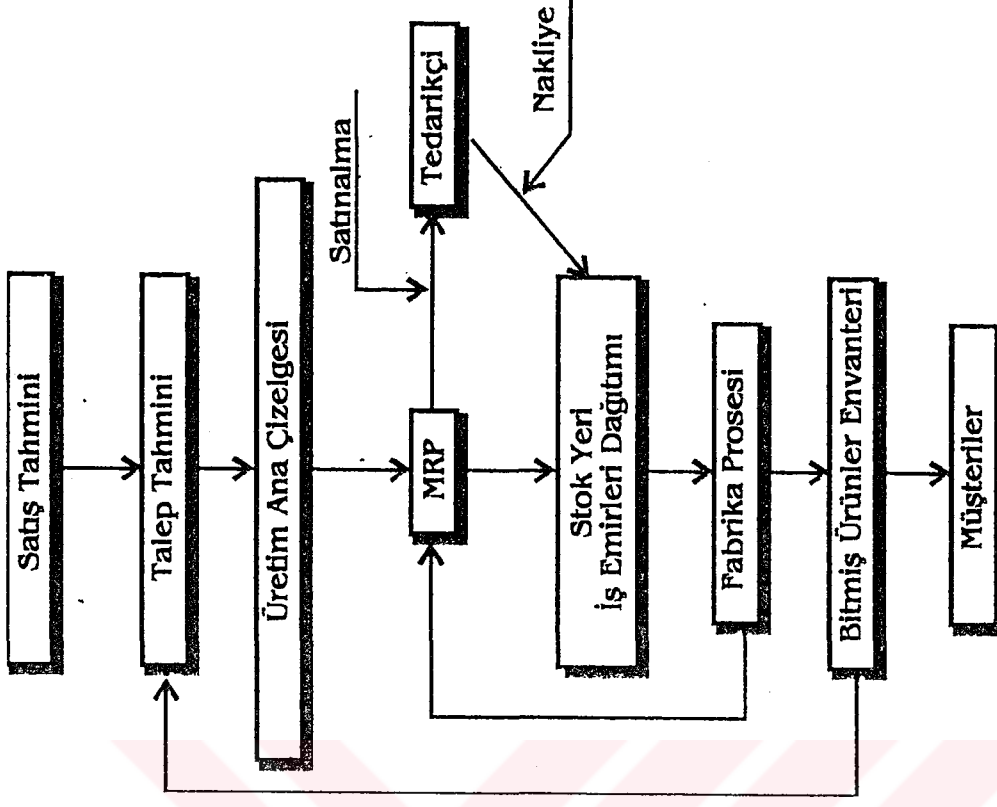 Satış Tahmini
Talep Tahmini
Üretim Ana Çizelgesi
Satınalma
MRP
Tedarikçi
Nakliye
Stok Yeri
İş Emirleri Dağıtımı
Fabrika Prosesi
Bitmiş Ürünler Envanteri
Müşteriler